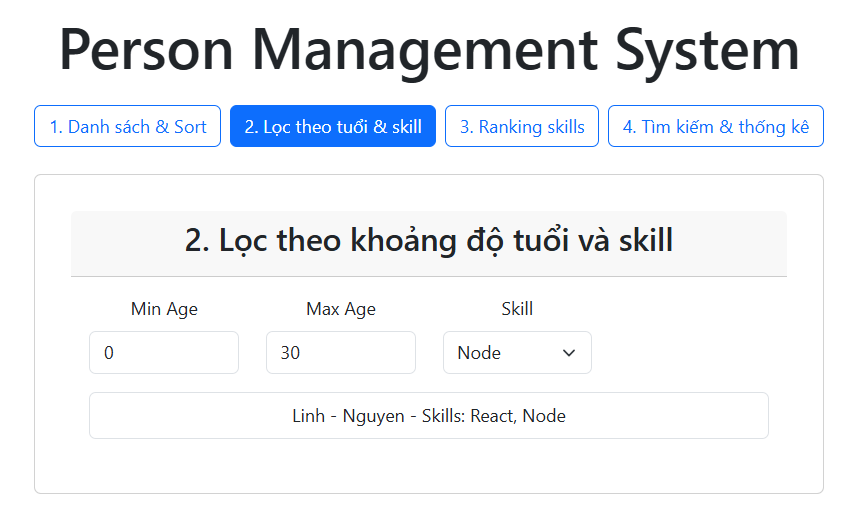 Person Management System
1. Danh sách & Sort
2. Lọc theo tuổi & skill
3. Ranking skills
4. Tìm kiếm & thống kê
2. Lọc theo khoảng độ tuổi và skill
Min Age
Max Age
Skill
0
30
Node
Linh - Nguyen - Skills: React, Node